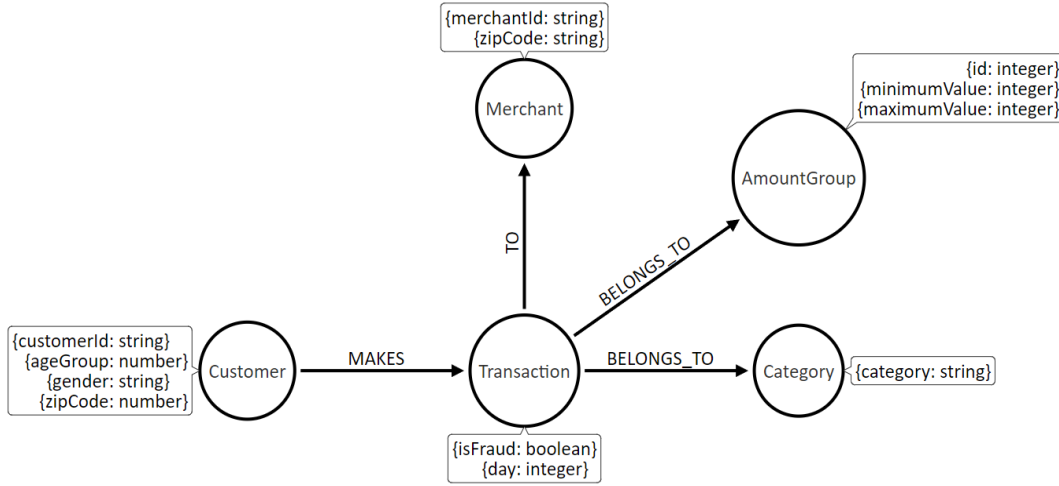 {merchantId: string}
{zipCode: string}
Merchant
{id: integer}
{minimumValue: integer}
{maximumValue: integer}
AmountGroup
TO
BELONGS_TO
{customerId: string}
{ageGroup: number}
{gender: string}
{zipCode: number}
Customer
MAKES
Transaction
BELONGS_TO
Category
{category: string}
{isFraud: boolean}
{day: integer}